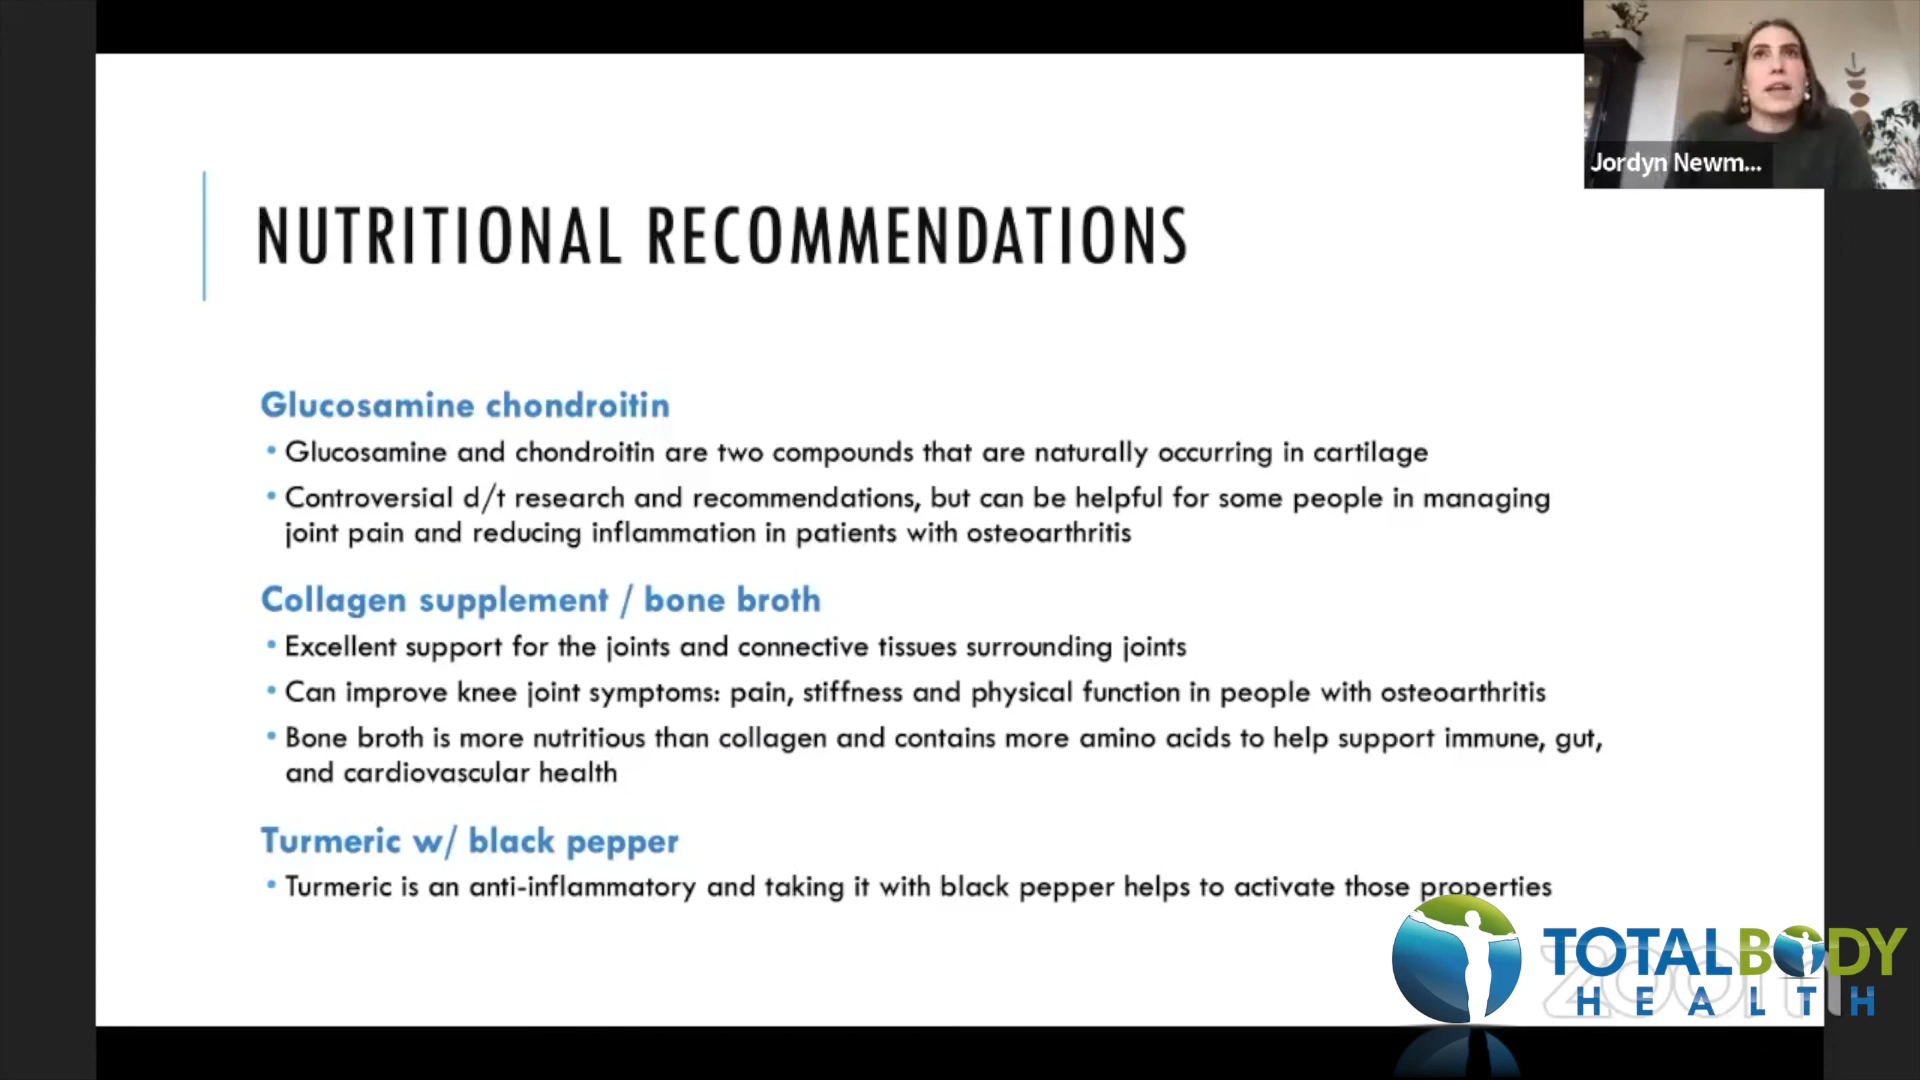 Jordyn Newm...
NUTRITIONAL RECOMMENDATIONS
Glucosamine chondroitin
• Glucosamine and chondroitin are two compounds that are naturally occurring in cartilage
• Controversial d/t research and recommendations, but can be helpful for some people in managing
joint pain and reducing inflammation in patients with osteoarthritis
Collagen supplement / bone broth
• Excellent support for the joints and connective tissues surrounding joints
• Can improve knee joint symptoms: pain, stiffness and physical function in people with osteoarthritis
• Bone broth is more nutritious than collagen and contains more amino acids to help support immune, gut,
and cardiovascular health
Turmeric w/ black pepper
• Turmeric is an anti-inflammatory and taking it with black pepper helps to activate those properties
TOTAL BODY
HEALTH
zoom